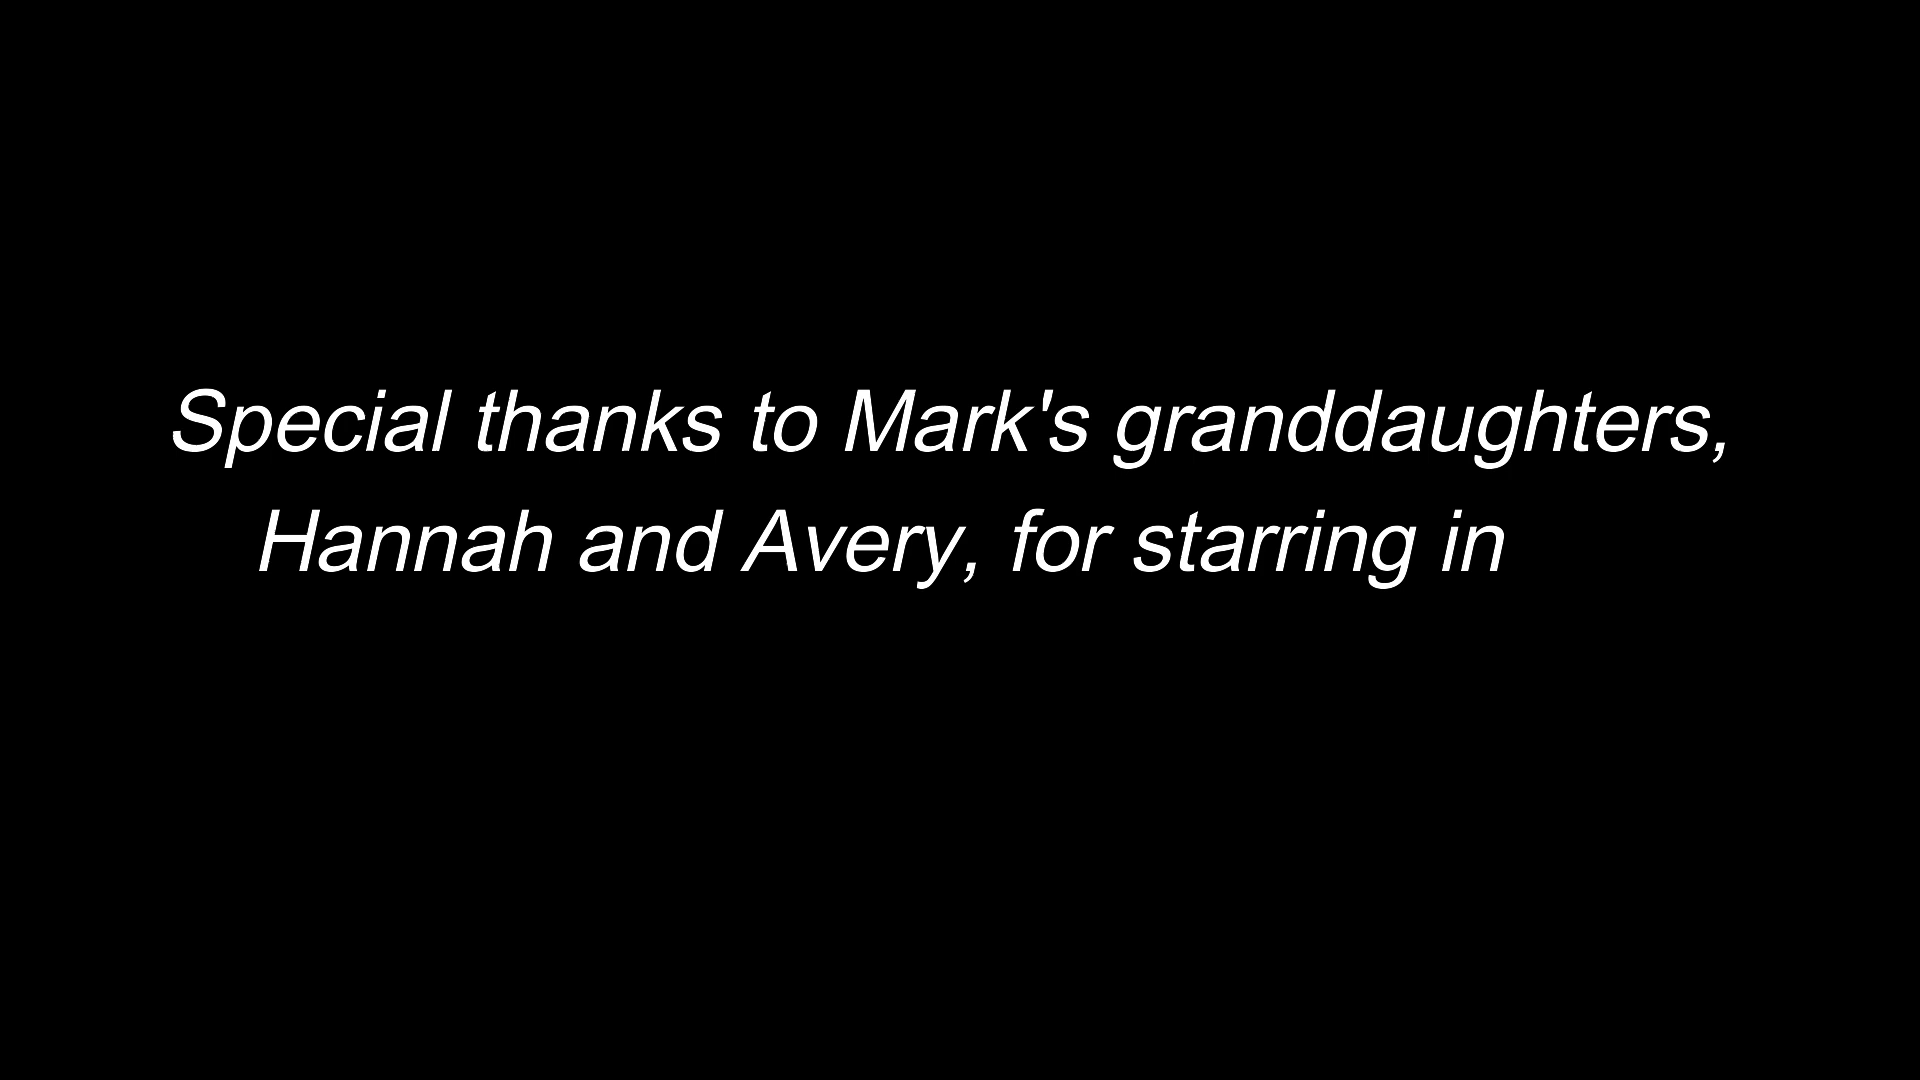 Special thanks to Mark's granddaughters,
Hannah and Avery, for starring in